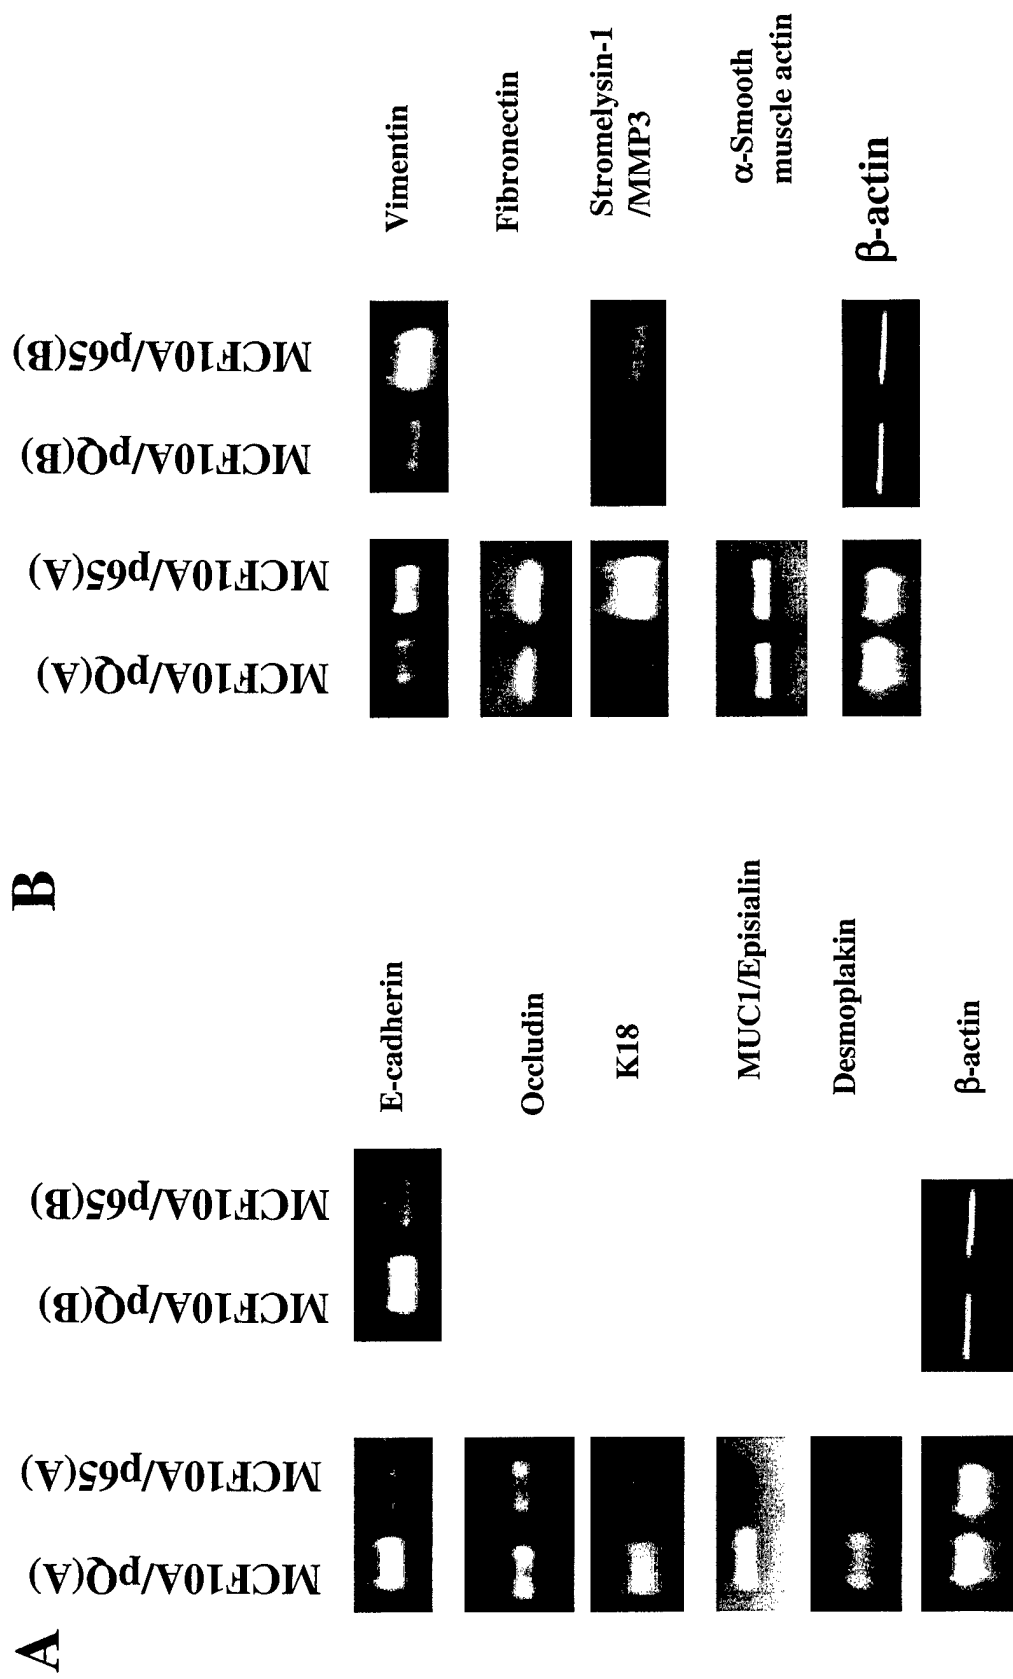 A
MCF10A/pQ(A)
MCF10A/p65(A)
MCF10A/pQ(B)
MCF10A/p65(B)
E-cadherin
Occludin
K18
MUC1/Episialin
Desmoplakin
β-actin
B
MCF10A/pQ(A)
MCF10A/p65(A)
MCF10A/pQ(B)
MCF10A/p65(B)
Vimentin
Fibronectin
Stromelysin-1
/MMP3
α-Smooth
muscle actin
β-actin